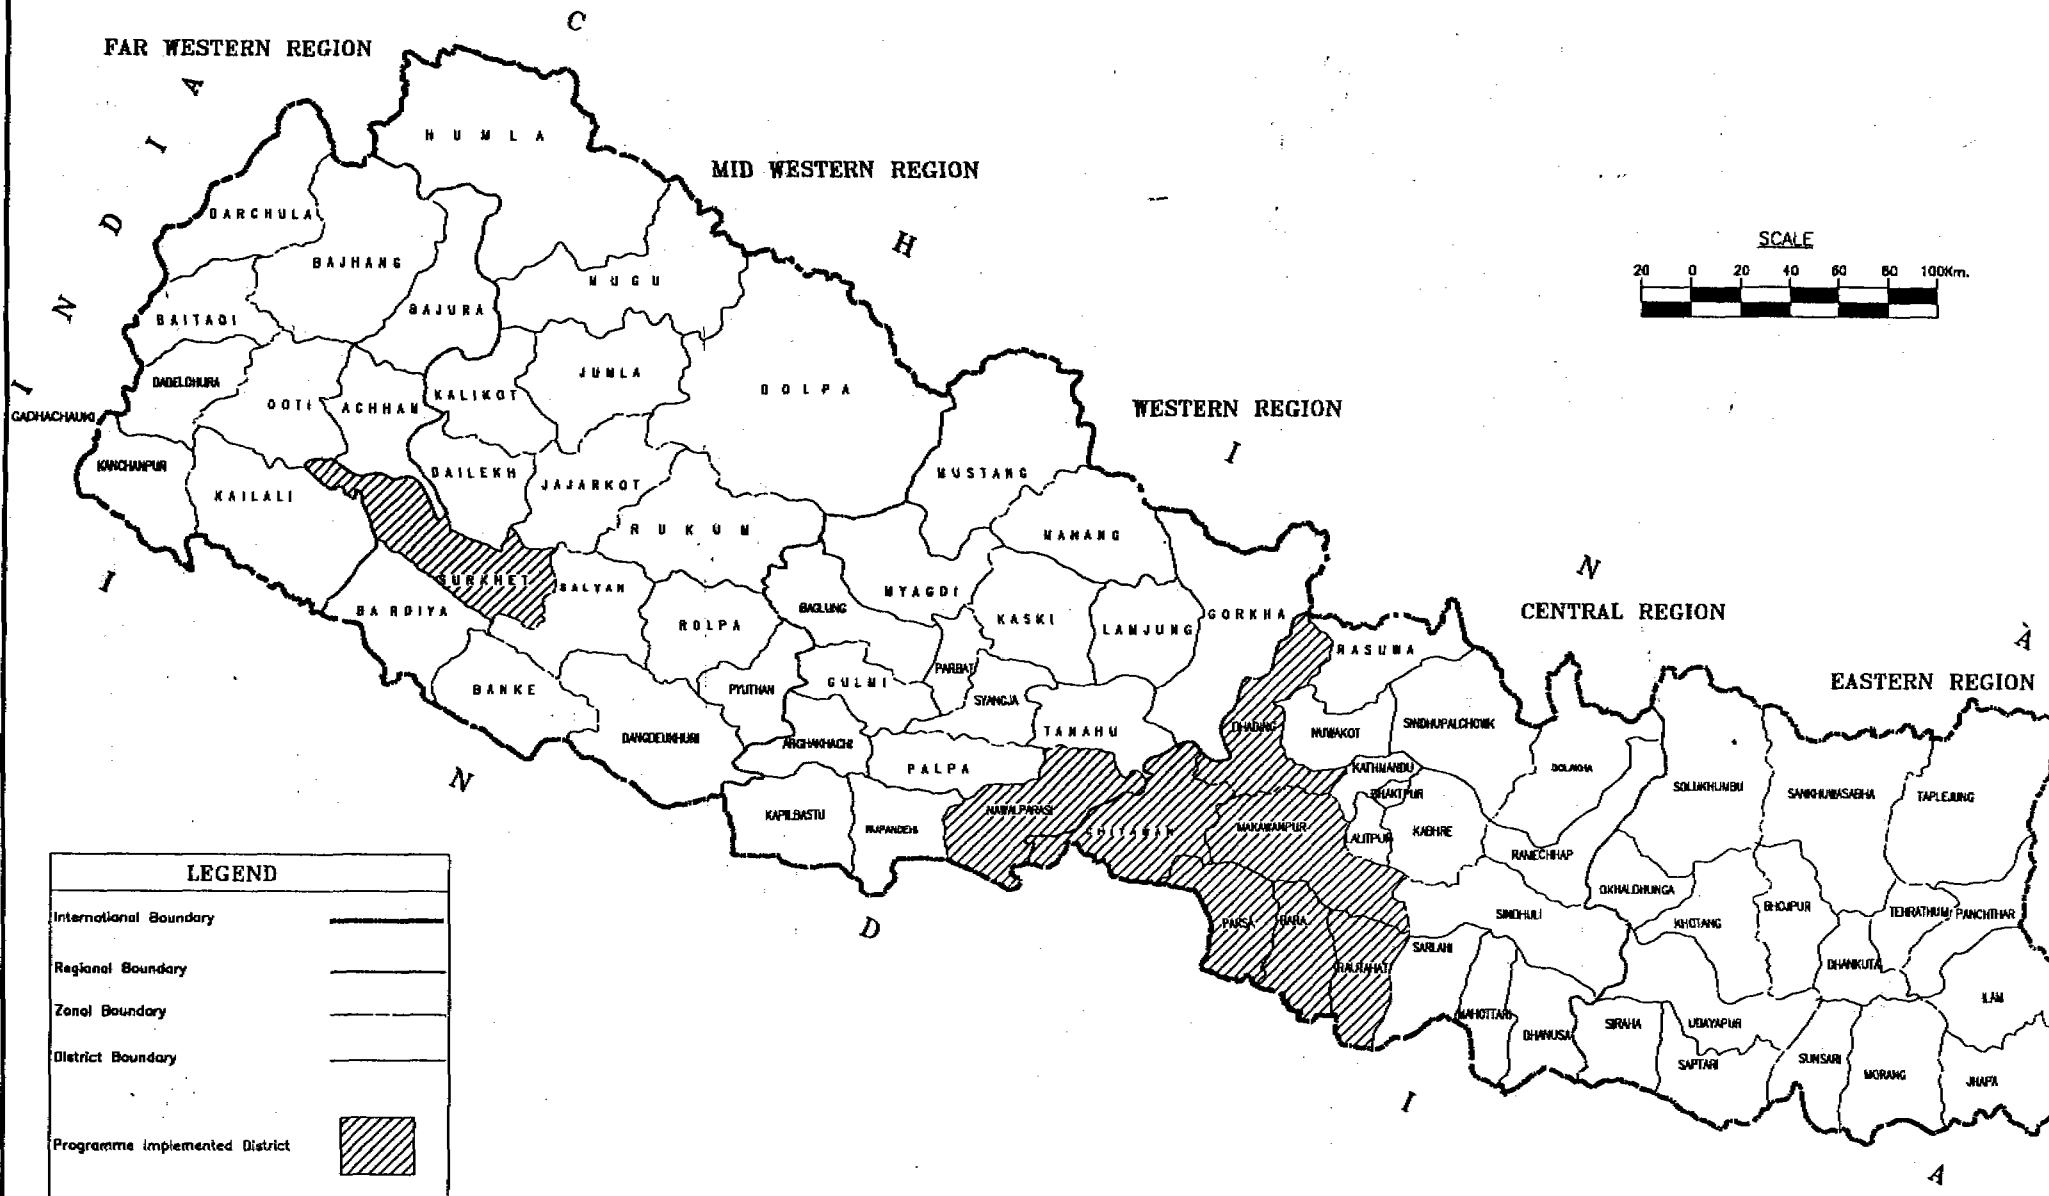 C
FAR WESTERN REGION
A
I
D
N
I
HUMLA
MID WESTERN REGION
H
DARCHULA
BAJHANG
MUGU
BAJURA
BAITADI
SCALE
20 0 20 40 60 80 100Km.
DADELDHURA
DOTI
ACHHAM
KALIKOT
JUMLA
DOLPA
GADHACHAUKI
WESTERN REGION
I
KANCHANPUR
KAILALI
DAILEKH
JAJARKOT
MUSTANG
RUKUM
MANANG
I
SURKHET
SALYAN
BARDIYA
BAGLUNG
MYAGDI
KASKI
LAMJUNG
GORKHA
N
CENTRAL REGION
A
ROLPA
RASUWA
BANKE
PYUTHAN
GULMI
PARBAT
SYANGJA
EASTERN REGION
DANGDEUKHURI
ARGHAKHACHI
TANAHU
DHADING
NUWAKOT
SINDHUPALCHOWK
N
PALPA
KATHMANDU
DOLAKHA
SOLUKHUMBU
SANKHUWASABHA
TAPLEJUNG
KAPILBASTU
RUPANDEHI
NAWALPARASI
CHITAWAN
MAKAWANPUR
BHAKTPUR
LALITPUR
KABHRE
RAMECHHAP
OKHALDHUNGA
D
PARSA
BARA
RAUTAHAT
SARLAHI
SINDHULI
KHOTANG
BHOJPUR
TEHRATHUM
PANCHTHAR
DHANKUTA
ILAM
MAHOTTARI
DHANUSA
SIRAHA
UDAYAPUR
SAPTARI
SUNSARI
MORANG
JHAPA
I
A
LEGEND
International Boundary
Regional Boundary
Zonal Boundary
District Boundary
Programme Implemented District